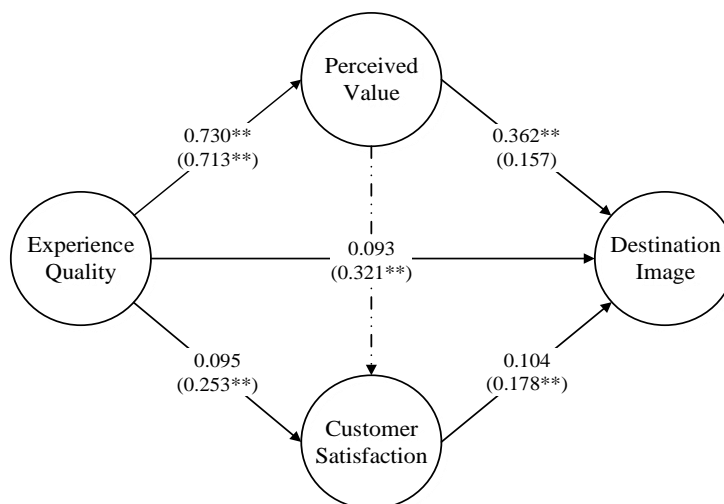 Perceived
Value
0.730**
(0.713**)
0.362**
(0.157)
Experience
Quality
0.093
(0.321**)
Destination
Image
0.095
(0.253**)
0.104
(0.178**)
Customer
Satisfaction